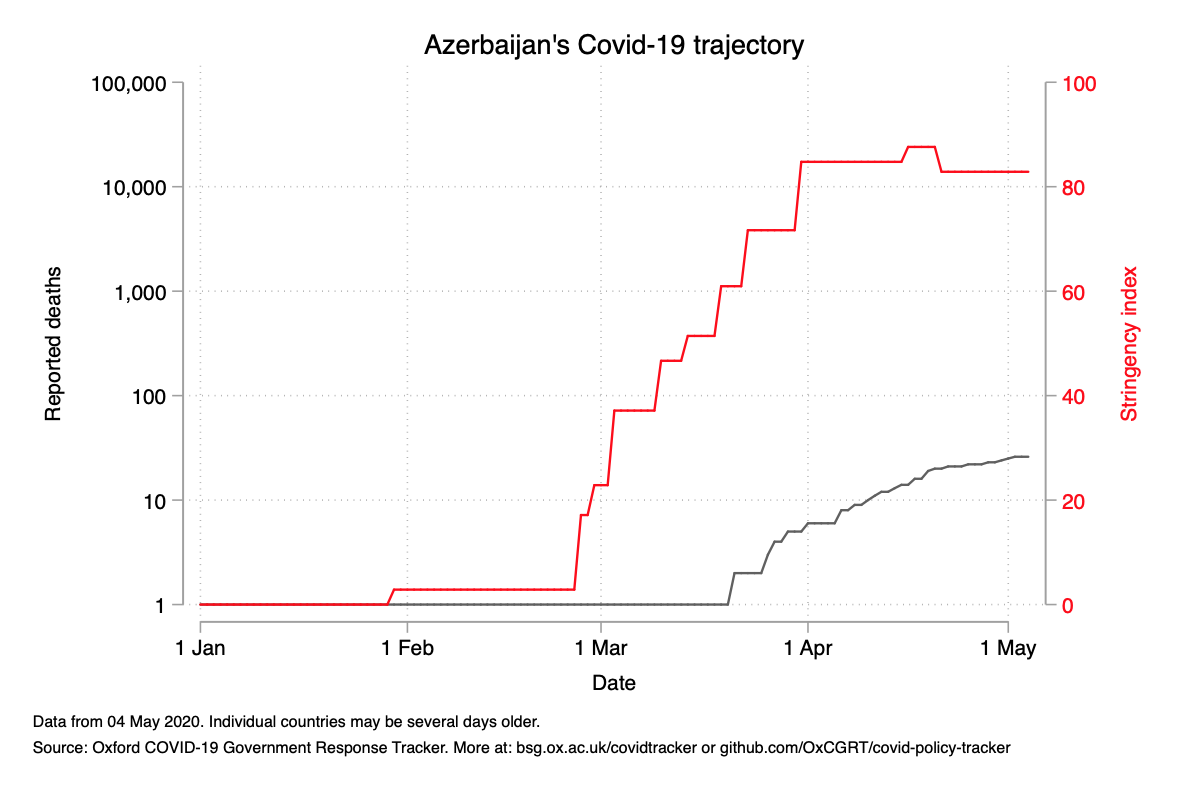 Azerbaijan's Covid-19 trajectory
100,000
10,000
1,000
100
10
1
Reported deaths
100
80
60
40
20
0
Stringency index
1 Jan
1 Feb
1 Mar
1 Apr
1 May
Date
Data from 04 May 2020. Individual countries may be several days older.
Source: Oxford COVID-19 Government Response Tracker. More at: bsg.ox.ac.uk/covidtracker or github.com/OxCGRT/covid-policy-tracker